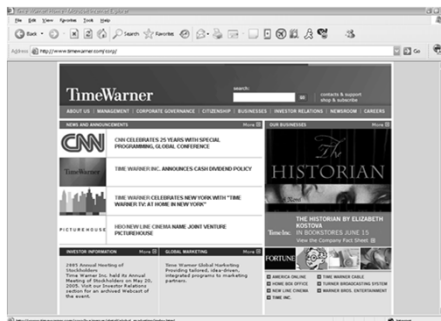 Time Warner
File Edit View Favorites Tools Help
Back Search Favorites
Address http://www.timewarner.com/corp/ Go
TimeWarner
search:
contacts & support
shop & subscribe
ABOUT US | MANAGEMENT | CORPORATE GOVERNANCE | CITIZENSHIP | BUSINESSES | INVESTOR RELATIONS | NEWSROOM | CAREERS
NEWS AND ANNOUNCEMENTS More
CNN
CNN CELEBRATES 25 YEARS WITH SPECIAL
PROGRAMMING, GLOBAL CONFERENCE
TimeWarner
TIME WARNER INC. ANNOUNCES CASH DIVIDEND POLICY
TIME WARNER CELEBRATES NEW YORK WITH "TIME
WARNER TV: AT HOME IN NEW YORK"
PICTUREHOUSE
HBO NEW LINE CINEMA NAME JOINT VENTURE
PICTUREHOUSE
OUR BUSINESSES More
The
HISTORIAN
THE HISTORIAN BY ELIZABETH
KOSTOVA
IN BOOKSTORES JUNE 15
View the Company Fact Sheet
TimeInc.
FORTUNE
AMERICA ONLINE
HOME BOX OFFICE
NEW LINE CINEMA
TIME INC.
TIME WARNER CABLE
TURNER BROADCASTING SYSTEM
WARNER BROS. ENTERTAINMENT
INVESTOR INFORMATION More
2005 Annual Meeting of
Stockholders
Time Warner Inc. held its Annual
Meeting of Stockholders on May 20,
2005. Visit our Investor Relations
section for an archived Webcast of
the event.
GLOBAL MARKETING More
Time Warner Global Marketing
Providing tailored, idea-driven,
integrated programs to marketing
partners.